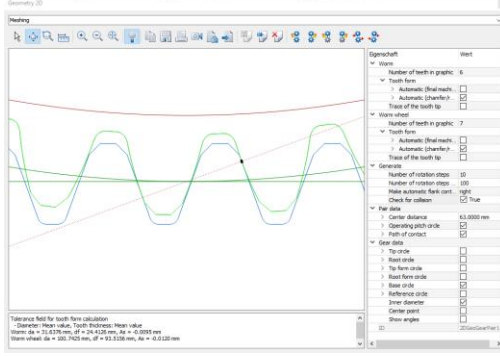 Geometry 2D
Meshing
Eigenschaft Wert
Worm
Number of teeth in graphic 6
Tooth form
Automatic (final machi...
Automatic (chamfer/r...
Trace of the tooth tip
Worm wheel
Number of teeth in graphic 7
Tooth form
Automatic (final machi...
Automatic (chamfer/r...
Trace of the tooth tip
Generate
Number of rotation steps 10
Number of rotation steps ... 100
Make automatic flank cont... right
Check for collision True
Pair data
Center distance 63.0000 mm
Operating pitch circle
Path of contact
Gear data
Tip circle
Root circle
Tip form circle
Root form circle
Base circle
Reference circle
Inner diameter
Center point
Show angles
ID
Tolerance field for tooth form calculation
- Diameter: Mean value, Tooth thickness: Mean value
Worm: da = 31.6376 mm, df = 24.4126 mm, As = -0.0095 mm
Worm wheel: da = 100.7425 mm, df = 93.5156 mm, As = -0.0120 mm